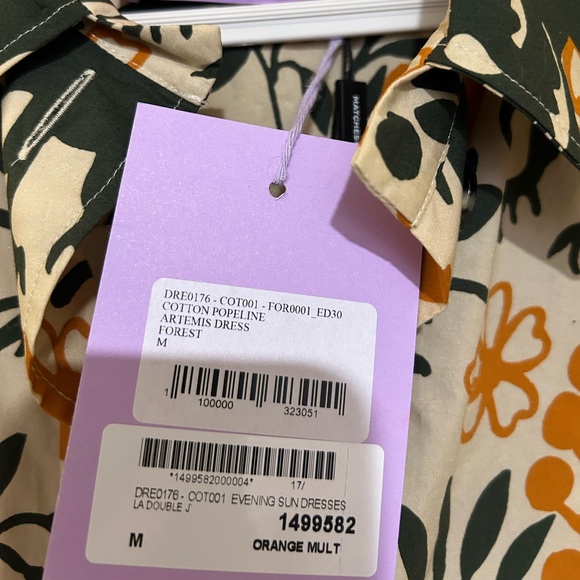 MATCHES
DRE0176 - COT001 - FOR0001_ED30
COTTON POPELINE
ARTEMIS DRESS
FOREST
M
1 100000 323051
*1499582000004* 17/
DRE0176 - COT001 EVENING SUN DRESSES
LA DOUBLE J'
1499582
M ORANGE MULT